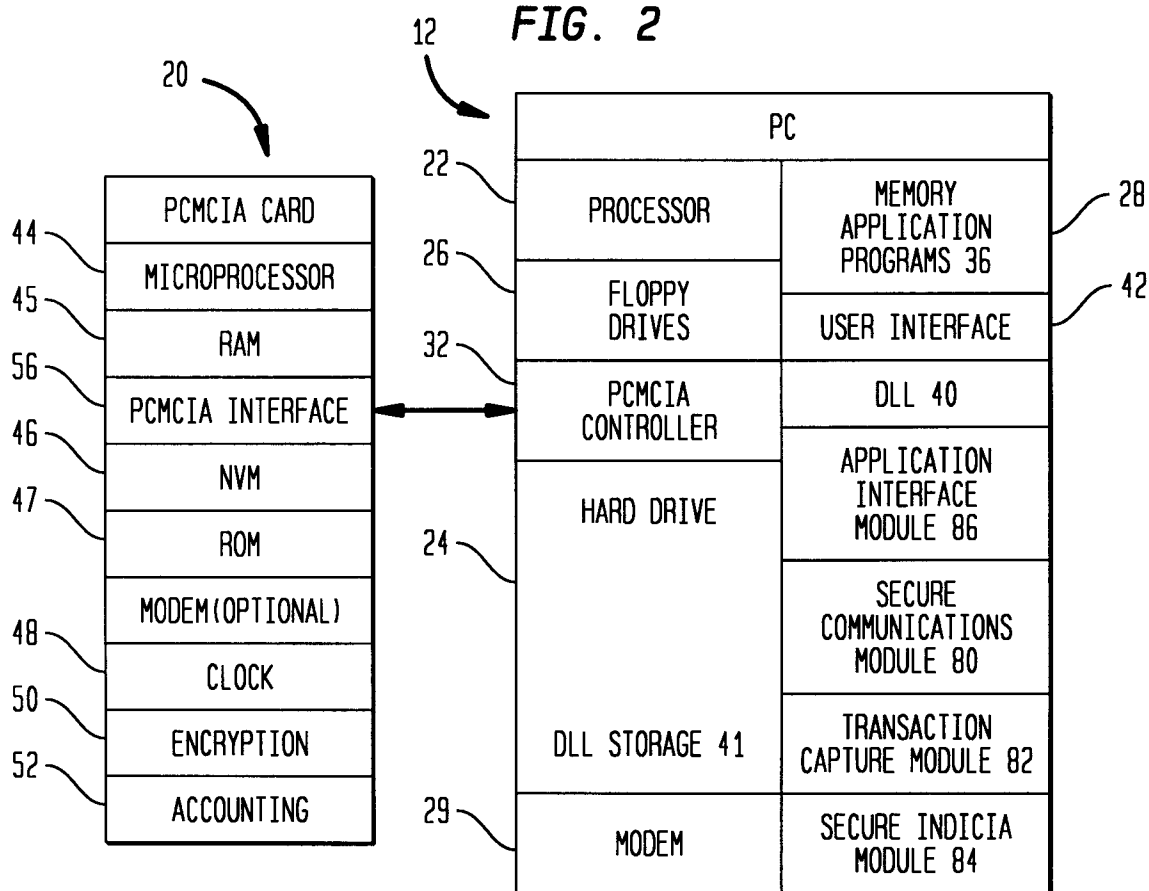 FIG. 2
12
20
PC
22
PROCESSOR
MEMORY
APPLICATION
PROGRAMS 36
28
PCMCIA CARD
44
MICROPROCESSOR
26
FLOPPY
DRIVES
USER INTERFACE
42
45
RAM
32
PCMCIA
CONTROLLER
DLL 40
56
PCMCIA INTERFACE
46
NVM
APPLICATION
INTERFACE
MODULE 86
47
ROM
24
HARD DRIVE
MODEM(OPTIONAL)
SECURE
COMMUNICATIONS
MODULE 80
48
CLOCK
50
ENCRYPTION
DLL STORAGE 41
TRANSACTION
CAPTURE MODULE 82
52
ACCOUNTING
29
MODEM
SECURE INDICIA
MODULE 84